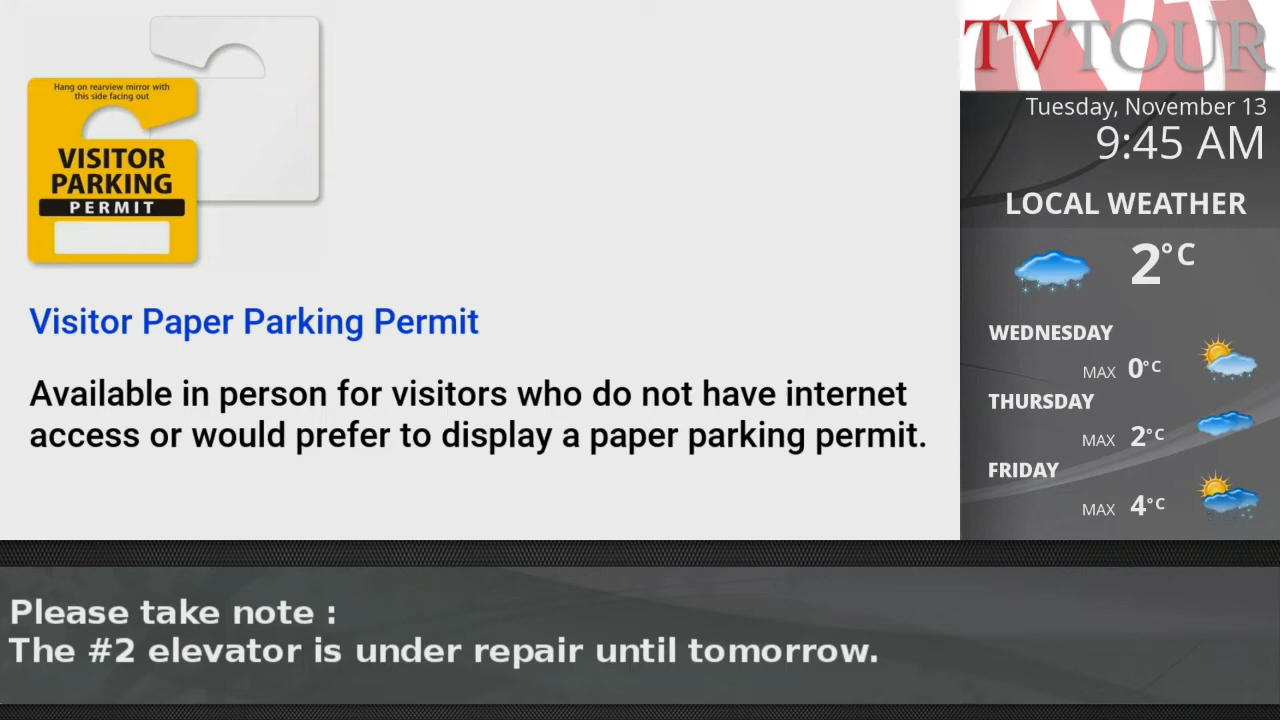 Hang on rearview mirror with
this side facing out
VISITOR
PARKING
PERMIT
Visitor Paper Parking Permit
Available in person for visitors who do not have internet
access or would prefer to display a paper parking permit.
TVTOUR
Tuesday, November 13
9:45 AM
LOCAL WEATHER
2°C
WEDNESDAY
MAX 0°C
THURSDAY
MAX 2°C
FRIDAY
MAX 4°C
Please take note :
The #2 elevator is under repair until tomorrow.